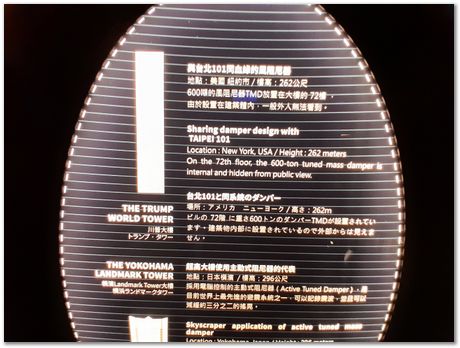 與台北101同血緣的風阻尼器
地點：美國 紐約市 / 樓高：262公尺
600順的風阻尼器TMD放置在大樓的 72樓，
由於設置在建築體內，一般外人無法看到。
Sharing damper design with
TAIPEI 101
Location : New York, USA / Height : 262 meters
On the 72th floor, the 600-ton tuned mass damper is
internal and hidden from public view.
THE TRUMP
WORLD TOWER
川普大樓
トランプ・タワー
台北101と同系統のダンパー
場所：アメリカ ニューヨーク / 高さ：262m
ビルの 72階 に重さ600トンのダンパーTMDが設置されてい
ます。建築物内部に設置されているので外部からは見えま
せん。
THE YOKOHAMA
LANDMARK TOWER
橫濱Landmark Tower大樓
横浜ランドマークタワー
超高大樓使用主動式阻尼器的代表
地點：日本橫濱 / 樓高：296公尺
採用電腦控制的主動式阻尼器 ( Active Tuned Damper )，是
目前世界上最先進的避震系統之一，可以記錄震波，並且可以
減輕約三分之二的搖晃。
Skyscraper application of active tuned mass
damper
Location : Yokohama, Japan / Height : 296 meters